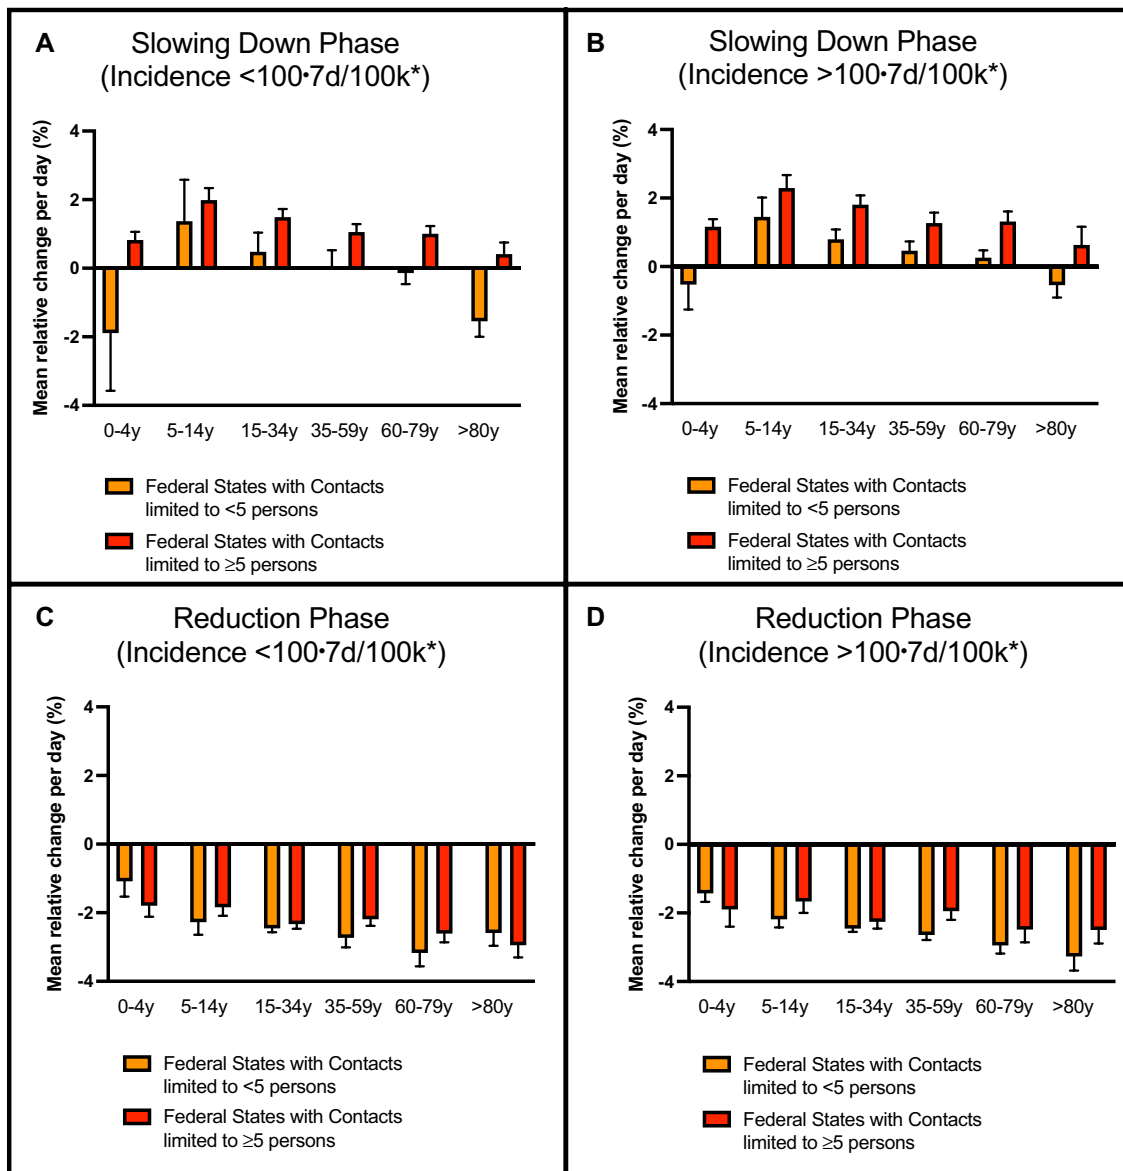 A
Slowing Down Phase
(Incidence <100•7d/100k*)
Mean relative change per day (%)
4
2
0
-2
-4
0-4y 5-14y 15-34y 35-59y 60-79y >80y
Federal States with Contacts
limited to <5 persons
Federal States with Contacts
limited to ≥5 persons
B
Slowing Down Phase
(Incidence >100•7d/100k*)
Mean relative change per day (%)
4
2
0
-2
-4
0-4y 5-14y 15-34y 35-59y 60-79y >80y
Federal States with Contacts
limited to <5 persons
Federal States with Contacts
limited to ≥5 persons
C
Reduction Phase
(Incidence <100•7d/100k*)
Mean relative change per day (%)
4
2
0
-2
-4
0-4y 5-14y 15-34y 35-59y 60-79y >80y
Federal States with Contacts
limited to <5 persons
Federal States with Contacts
limited to ≥5 persons
D
Reduction Phase
(Incidence >100•7d/100k*)
Mean relative change per day (%)
4
2
0
-2
-4
0-4y 5-14y 15-34y 35-59y 60-79y >80y
Federal States with Contacts
limited to <5 persons
Federal States with Contacts
limited to ≥5 persons